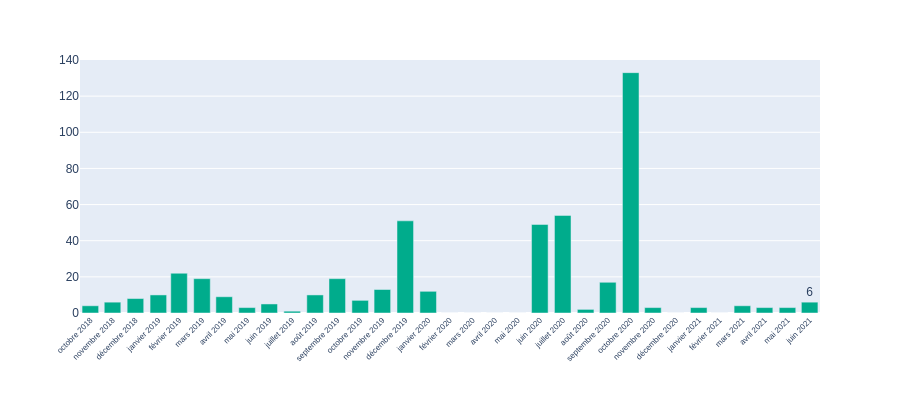 140
120
100
80
60
40
20
0
6
octobre 2018
novembre 2018
décembre 2018
janvier 2019
février 2019
mars 2019
avril 2019
mai 2019
juin 2019
juillet 2019
août 2019
septembre 2019
octobre 2019
novembre 2019
décembre 2019
janvier 2020
février 2020
mars 2020
avril 2020
mai 2020
juin 2020
juillet 2020
août 2020
septembre 2020
octobre 2020
novembre 2020
décembre 2020
janvier 2021
février 2021
mars 2021
avril 2021
mai 2021
juin 2021